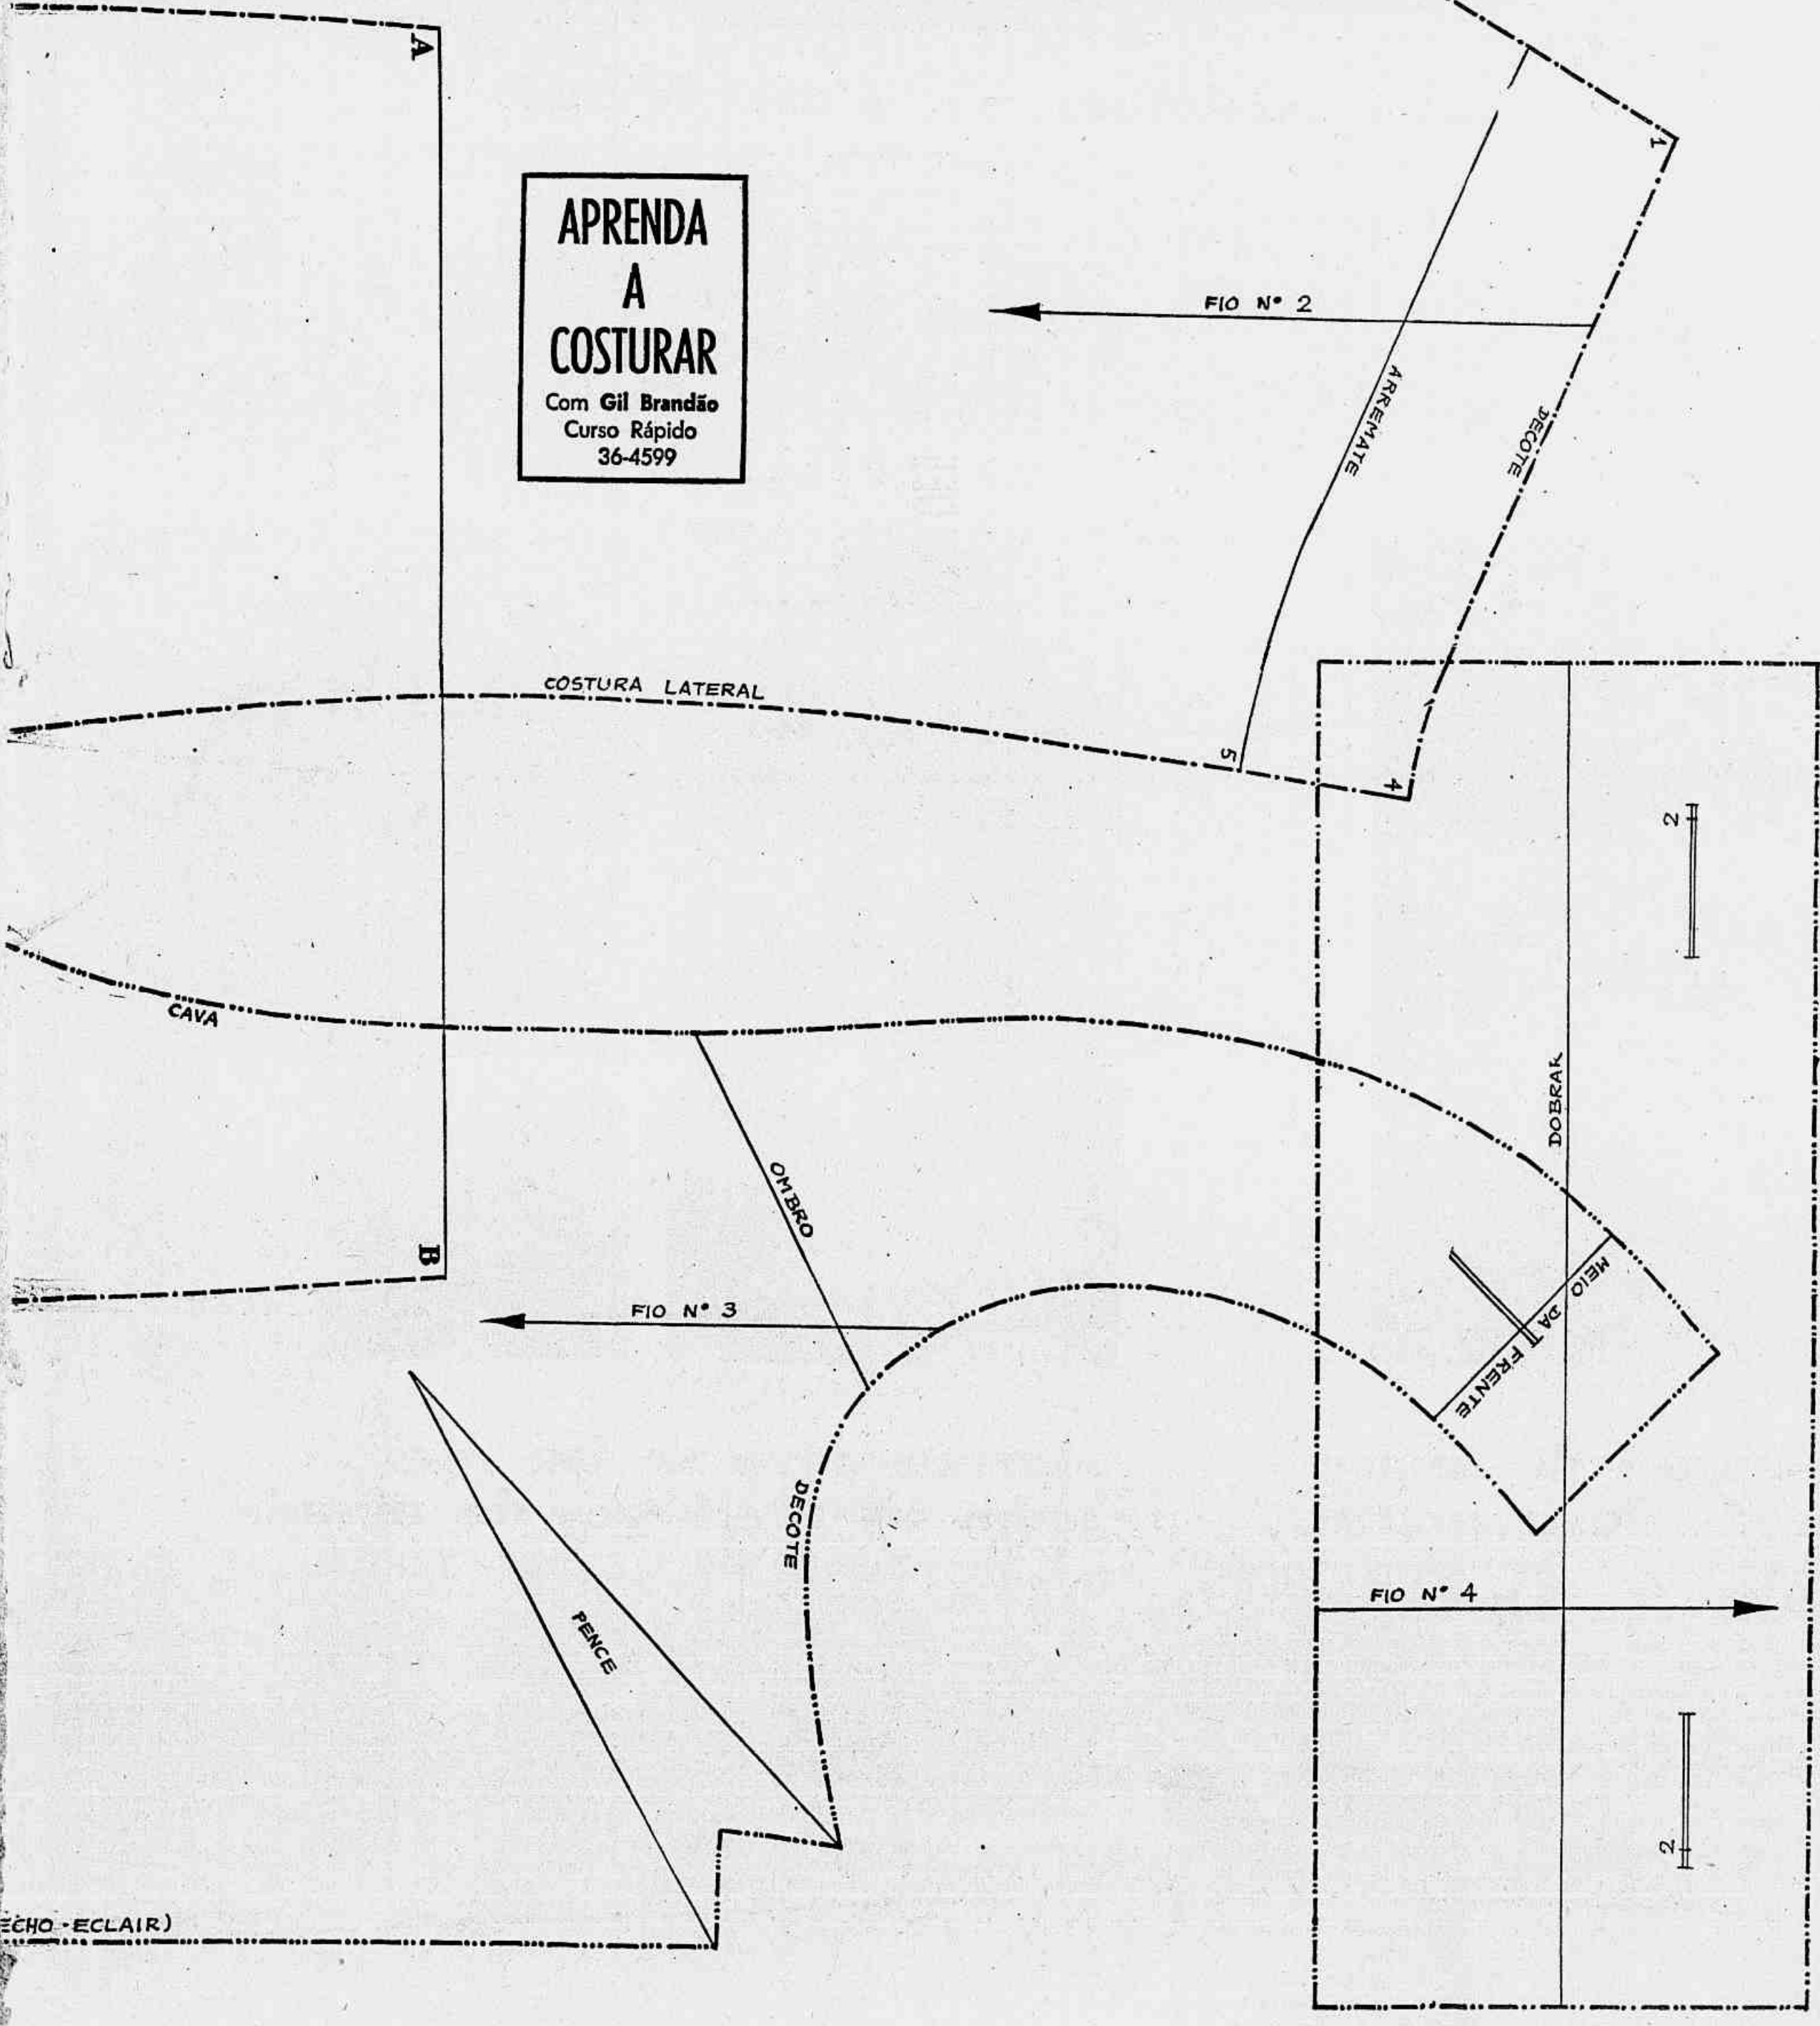 A
1
APRENDA
A
COSTURAR
Com Gil Brandão
Curso Rápido
36-4599
FIO Nº 2
ARREMATE
DECOTE
COSTURA LATERAL
5
4
2
CAVA
DOBRAR
OMBRO
B
FIO Nº 3
MEIO DA FRENTE
DECOTE
FIO Nº 4
PENCE
2
ECHO-ECLAIR)